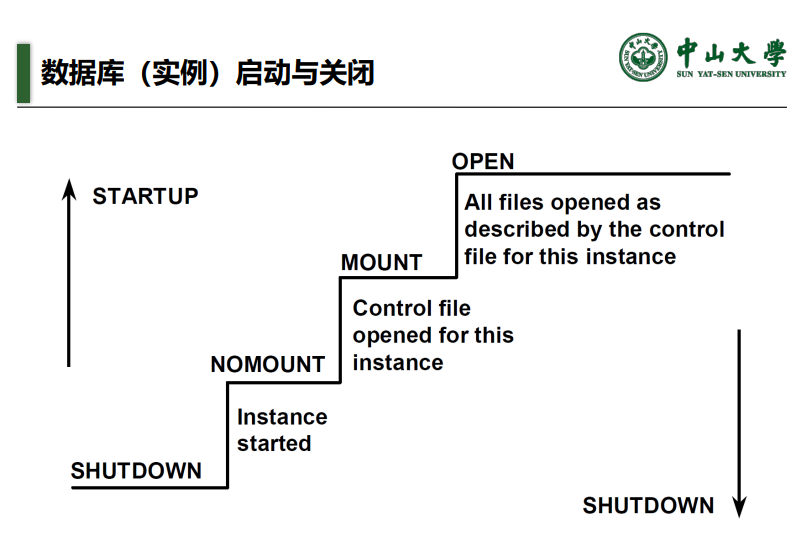 数据库（实例）启动与关闭
中山大學
SUN YAT-SEN UNIVERSITY
OPEN
STARTUP
All files opened as
described by the control
file for this instance
MOUNT
Control file
opened for this
instance
NOMOUNT
Instance
started
SHUTDOWN
SHUTDOWN